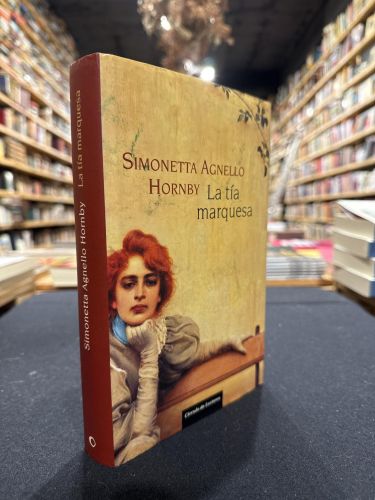 SIMONETTA AGNELLO
HORNBY
La tía
marquesa
Círculo de Lectores
Simonetta Agnello Hornby La tía marquesa